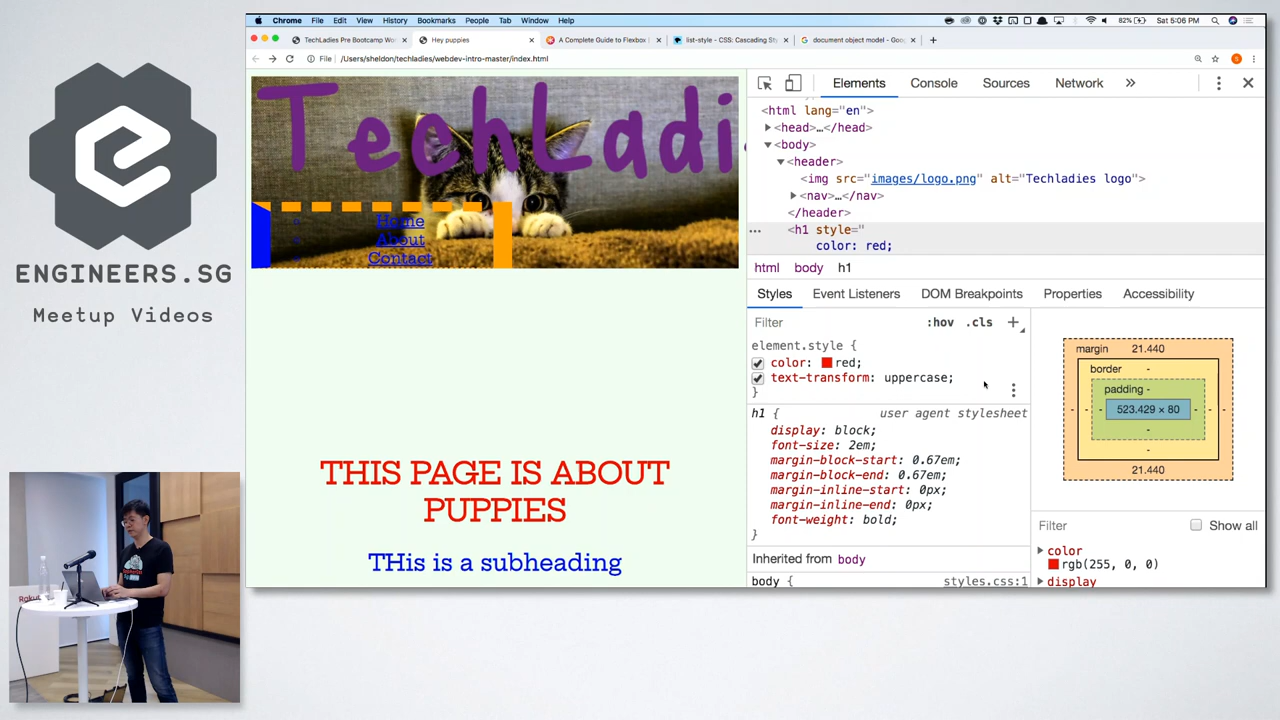 Chrome File Edit View History Bookmarks People Tab Window Help
82% Sat 5:06 PM
TechLadies Pre Bootcamp Wo
Hey puppies
A Complete Guide to Flexbox
list-style - CSS: Cascading St
document object model - Goo
File /Users/sheldon/techladies/webdev-intro-master/index.html
TechLadi
Home
About
Contact
THIS PAGE IS ABOUT
PUPPIES
THis is a subheading
Elements Console Sources Network »
<html lang="en">
<head>…</head>
<body>
<header>
<img src="images/logo.png" alt="Techladies logo">
<nav>…</nav>
</header>
… <h1 style="
color: red;
html body h1
Styles Event Listeners DOM Breakpoints Properties Accessibility
Filter :hov .cls +
element.style {
color: red;
text-transform: uppercase;
}
h1 { user agent stylesheet
display: block;
font-size: 2em;
margin-block-start: 0.67em;
margin-block-end: 0.67em;
margin-inline-start: 0px;
margin-inline-end: 0px;
font-weight: bold;
}
Inherited from body
body { styles.css:1
margin 21.440
border -
padding -
- - - 523.429 × 80 - - -
-
-
21.440
Filter Show all
color
rgb(255, 0, 0)
display
ENGINEERS.SG
Meetup Videos